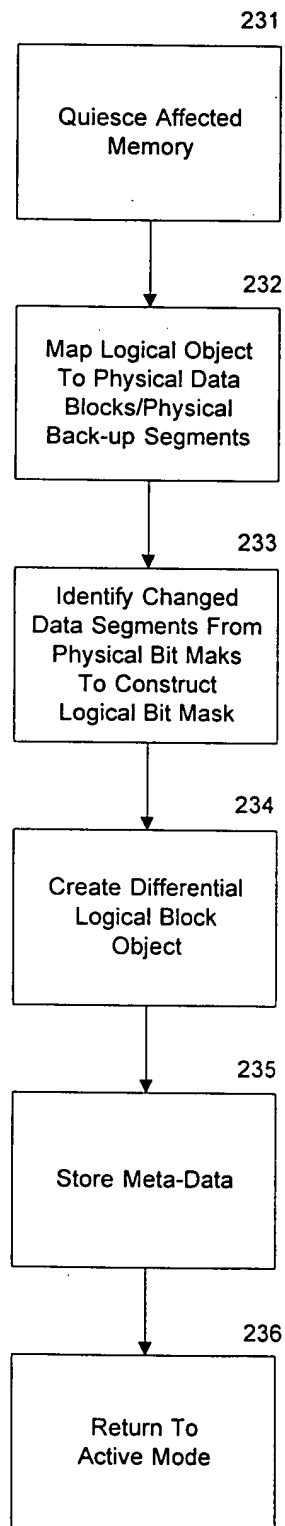 231
Quiesce Affected
Memory
232
Map Logical Object
To Physical Data
Blocks/Physical
Back-up Segments
233
Identify Changed
Data Segments From
Physical Bit Maks
To Construct
Logical Bit Mask
234
Create Differential
Logical Block
Object
235
Store Meta-Data
236
Return To
Active Mode